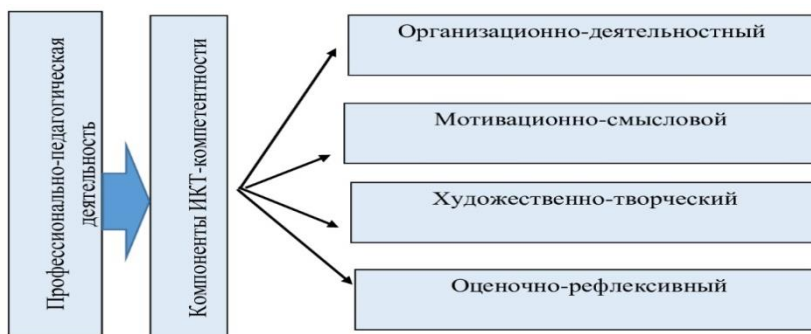 Профессионально-педагогическая
деятельность
Компоненты ИКТ-компетентности
Организационно-деятельностный
Мотивационно-смысловой
Художественно-творческий
Оценочно-рефлексивный